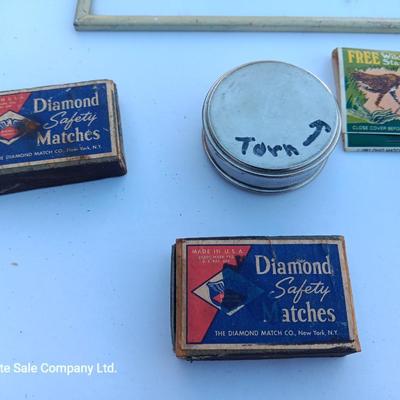 Diamond
Safety
Matches
THE DIAMOND MATCH CO., New York, N.Y.
Torn
FREE
CLOSE COVER BEFO
MADE IN U.S.A.
Diamond
Safety
Matches
THE DIAMOND MATCH CO., New York, N.Y.
te Sale Company Ltd.